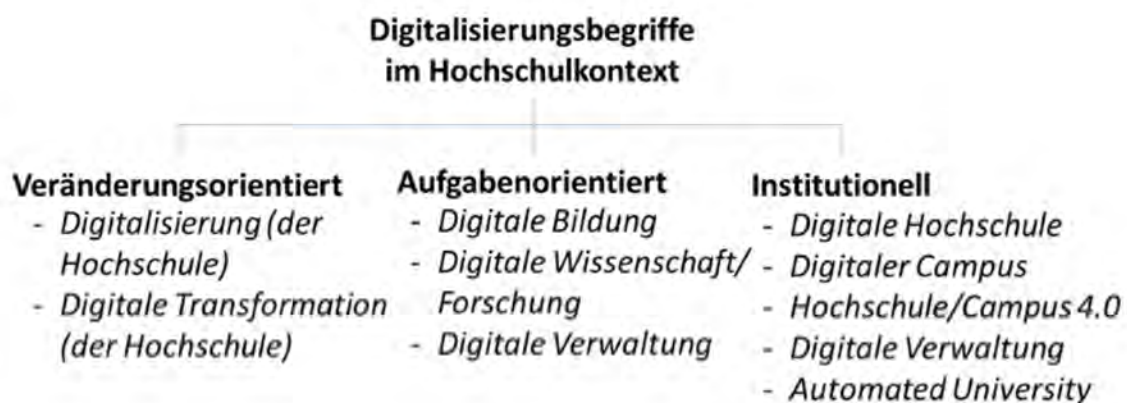 Digitalisierungsbegriffe
im Hochschulkontext
Veränderungsorientiert
- Digitalisierung (der
Hochschule)
- Digitale Transformation
(der Hochschule)
Aufgabenorientiert
- Digitale Bildung
- Digitale Wissenschaft/
Forschung
- Digitale Verwaltung
Institutionell
- Digitale Hochschule
- Digitaler Campus
- Hochschule/Campus 4.0
- Digitale Verwaltung
- Automated University